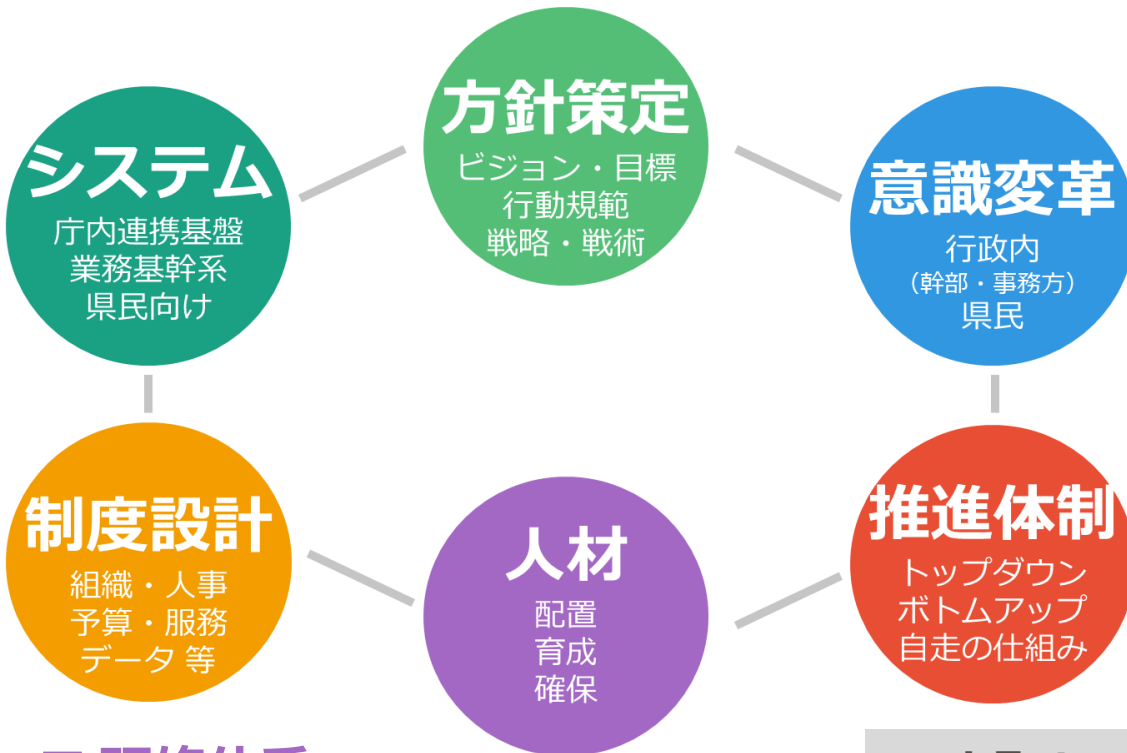 方針策定
ビジョン・目標
行動規範
戦略・戦術
システム
庁内連携基盤
業務基幹系
県民向け
意識変革
行政内
（幹部・事務方）
県民
制度設計
組織・人事
予算・服務
データ 等
人材
配置
育成
確保
推進体制
トップダウン
ボトムアップ
自走の仕組み